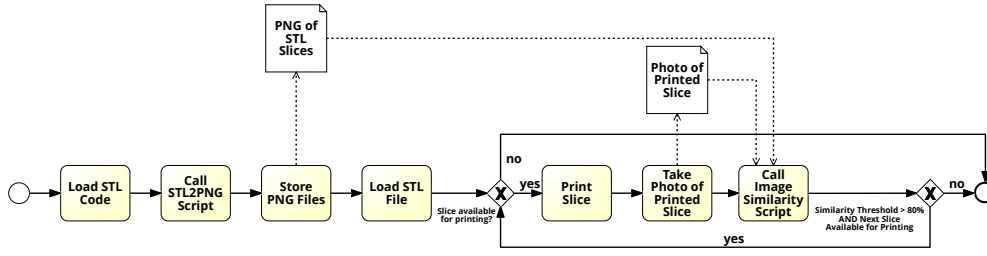 PNG of
STL
Slices
Photo of
Printed
Slice
no
Load STL
Code
Call
STL2PNG
Script
Store
PNG Files
Load STL
File
X
Slice available
for printing?
yes
Print
Slice
Take
Photo of
Printed
Slice
Call
Image
Similarity
Script
Similarity Threshold > 80%
AND Next Slice
Available for Printing
X
no
yes